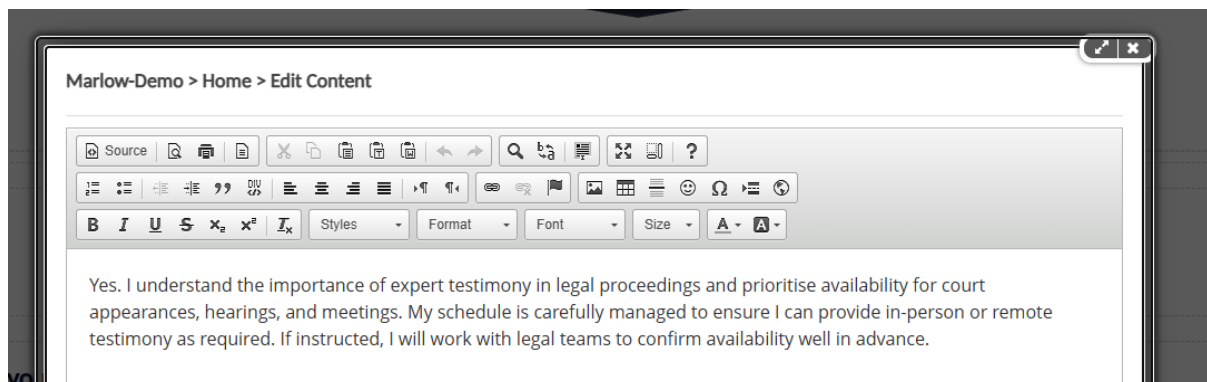 Marlow-Demo > Home > Edit Content
Source
Styles Format Font Size
Yes. I understand the importance of expert testimony in legal proceedings and prioritise availability for court
appearances, hearings, and meetings. My schedule is carefully managed to ensure I can provide in-person or remote
testimony as required. If instructed, I will work with legal teams to confirm availability well in advance.